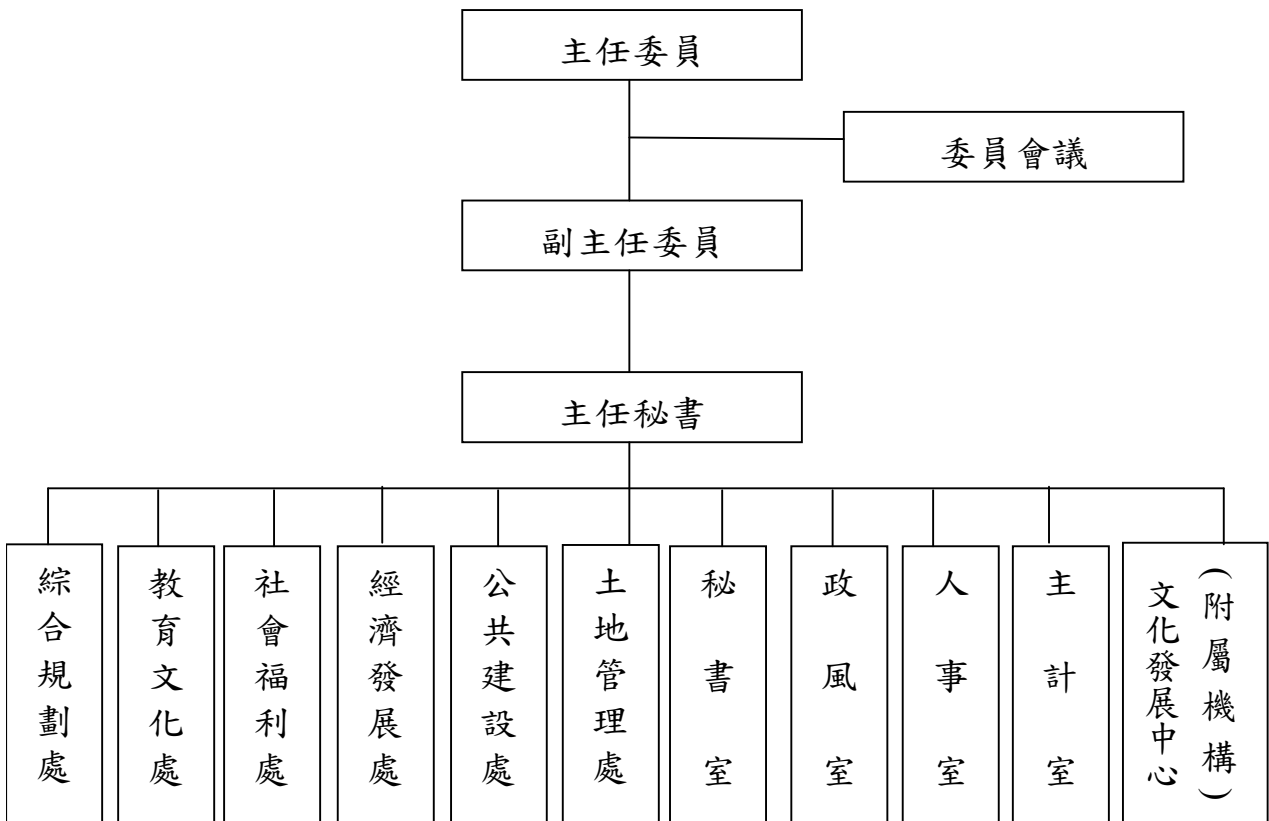 主任委員
委員會議
副主任委員
主任秘書
綜合規劃處
教育文化處
社會福利處
經濟發展處
公共建設處
土地管理處
秘書室
政風室
人事室
主計室
(附屬機構)
文化發展中心